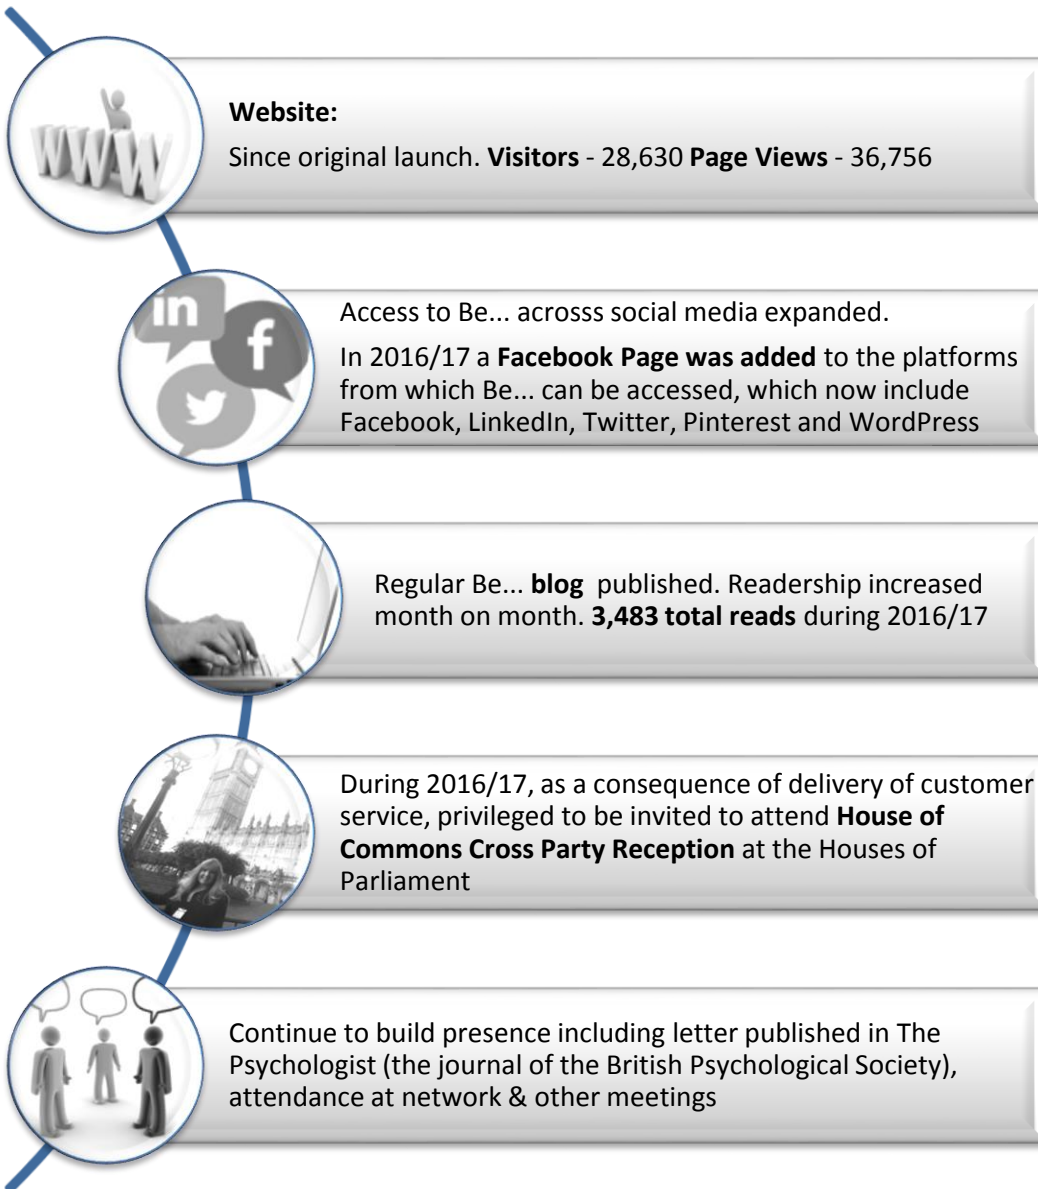 WWW
Website:
Since original launch. Visitors - 28,630 Page Views - 36,756
in
f
Access to Be... acrosss social media expanded.
In 2016/17 a Facebook Page was added to the platforms
from which Be... can be accessed, which now include
Facebook, LinkedIn, Twitter, Pinterest and WordPress
Regular Be... blog published. Readership increased
month on month. 3,483 total reads during 2016/17
During 2016/17, as a consequence of delivery of customer
service, privileged to be invited to attend House of
Commons Cross Party Reception at the Houses of
Parliament
Continue to build presence including letter published in The
Psychologist (the journal of the British Psychological Society),
attendance at network & other meetings